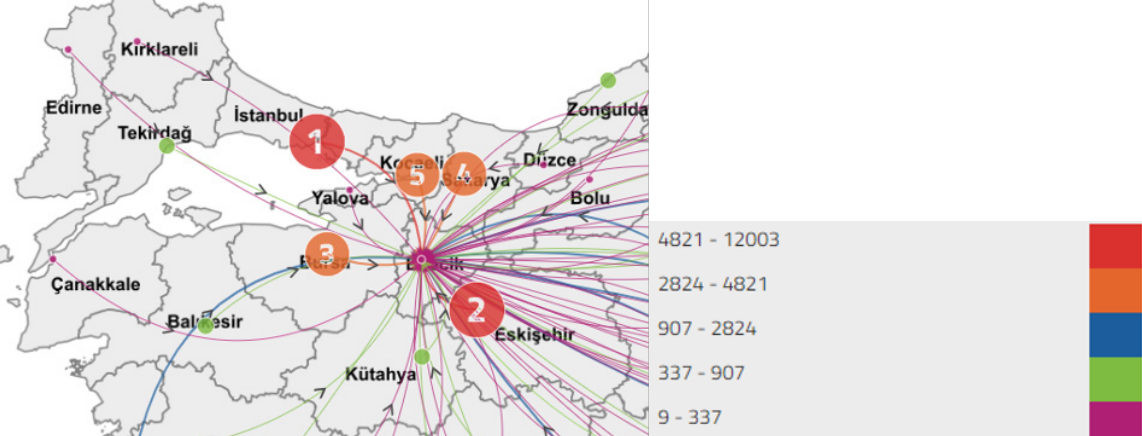 Kırklareli
Edirne
İstanbul
Zongulda
Tekirdağ
1
Kocaeli
Düzce
5
4
Sakarya
Yalova
Bolu
4821 - 12003
3
Bursa
Bilecik
Çanakkale
2824 - 4821
2
Balıkesir
Eskişehir
907 - 2824
Kütahya
337 - 907
9 - 337